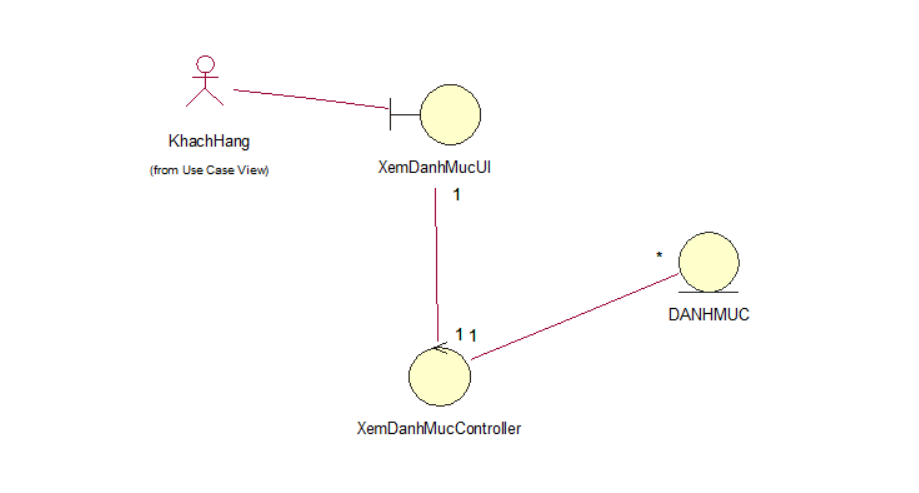 KhachHang
(from Use Case View)
XemDanhMucUI
1
*
DANHMUC
1 1
XemDanhMucController